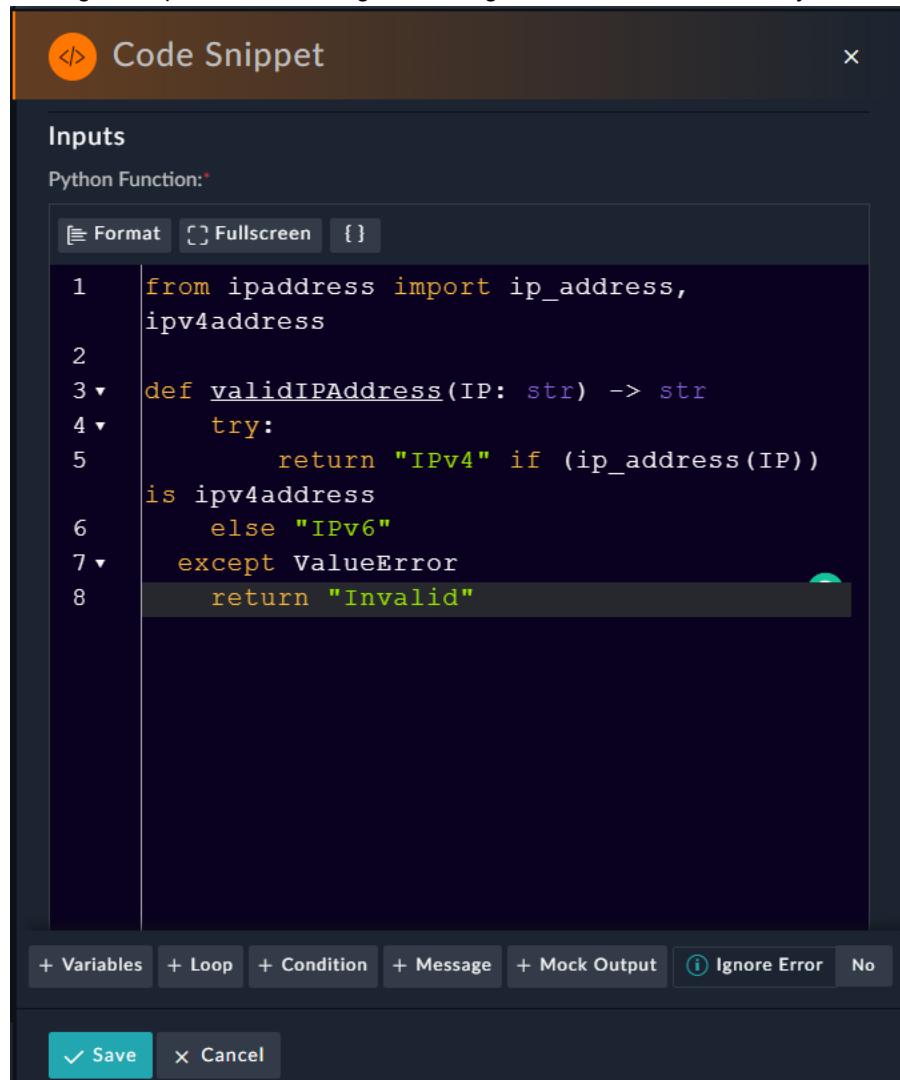 Code Snippet
Inputs
Python Function:*
Format Fullscreen {}
1 from ipaddress import ip_address,
ipv4address
2
3 def validIPAddress(IP: str) -> str
4 try:
5 return "IPv4" if (ip_address(IP))
is ipv4address
6 else "IPv6"
7 except ValueError
8 return "Invalid"
+ Variables + Loop + Condition + Message + Mock Output Ignore Error No
Save × Cancel